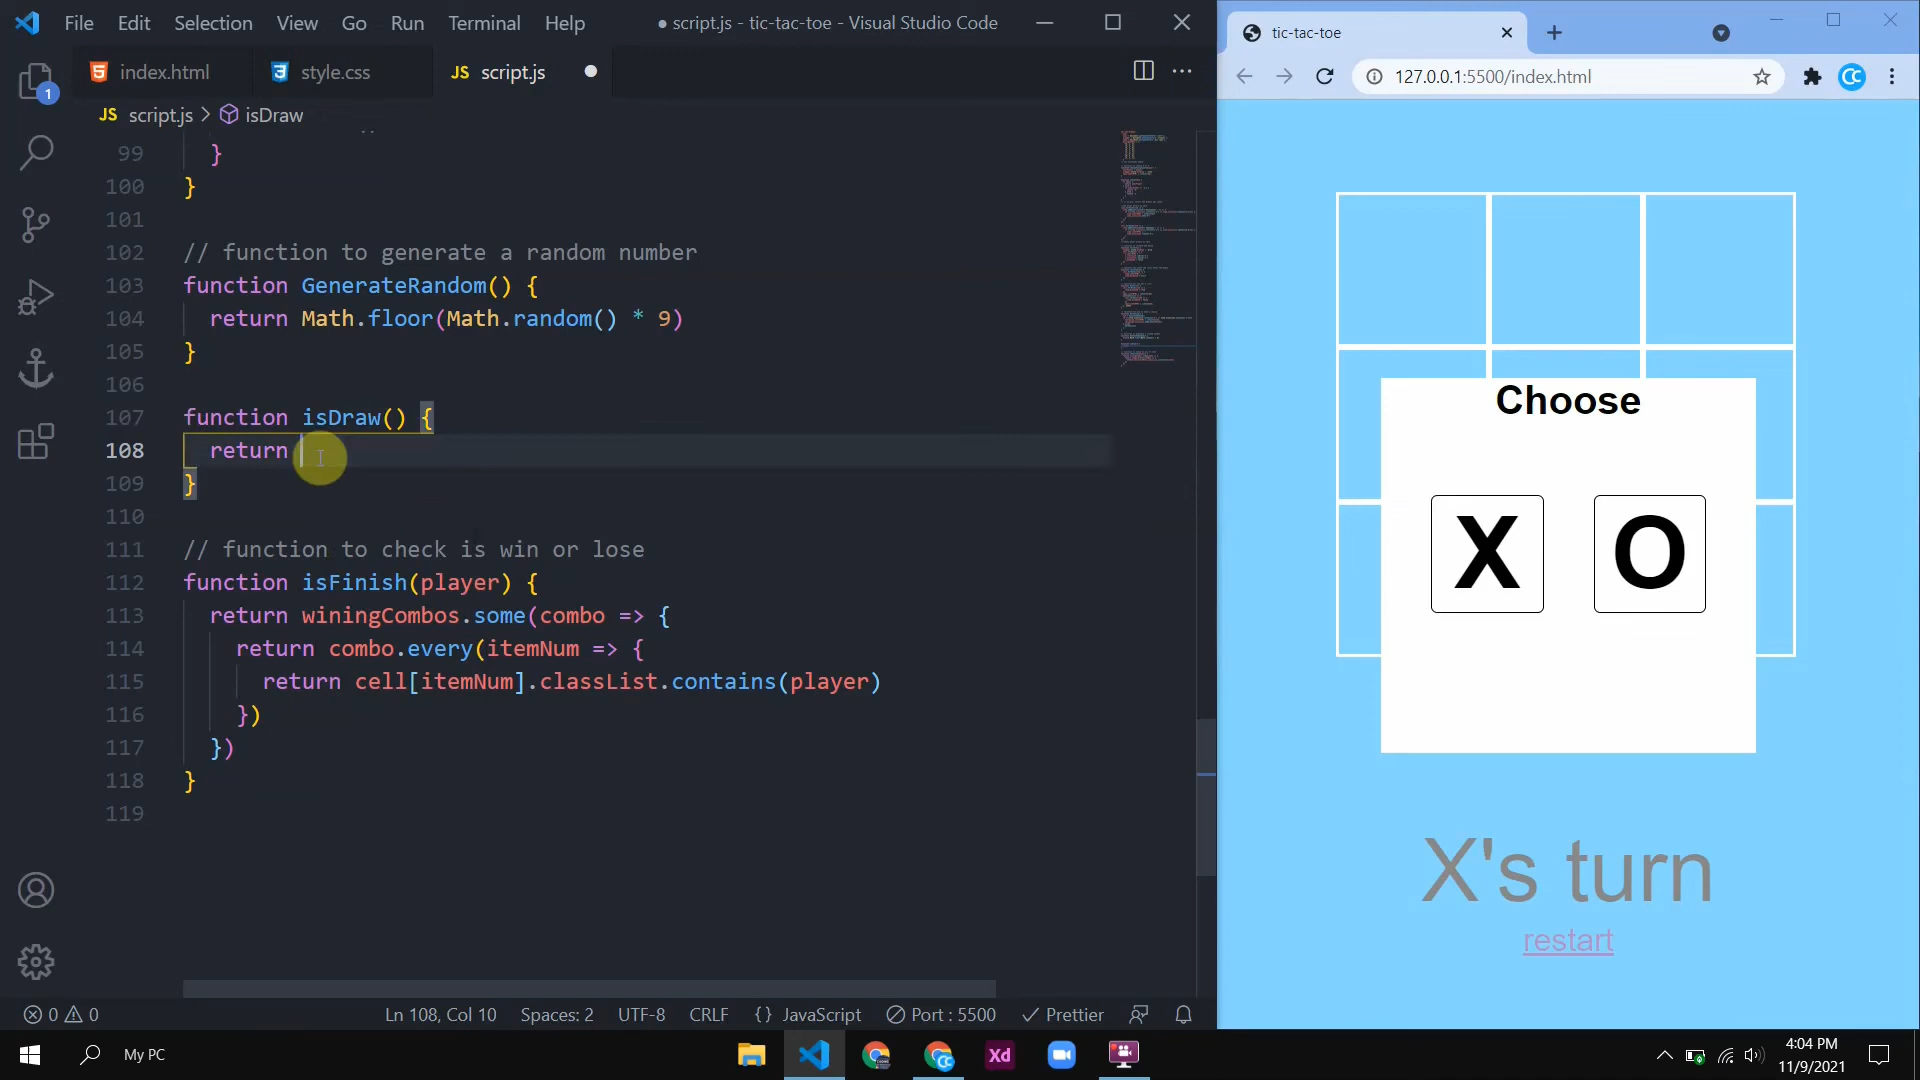 File Edit Selection View Go Run Terminal Help ● script.js - tic-tac-toe - Visual Studio Code
index.html
style.css
JS script.js
JS script.js > isDraw
99 }
100 }
101
102 // function to generate a random number
103 function GenerateRandom() {
104 return Math.floor(Math.random() * 9)
105 }
106
107 function isDraw() {
108 return
109 }
110
111 // function to check is win or lose
112 function isFinish(player) {
113 return winingCombos.some(combo => {
114 return combo.every(itemNum => {
115 return cell[itemNum].classList.contains(player)
116 })
117 })
118 }
119
1
0 0 Ln 108, Col 10 Spaces: 2 UTF-8 CRLF {} JavaScript Port : 5500 Prettier
tic-tac-toe
127.0.0.1:5500/index.html
CC
Choose
X O
X's turn
restart
My PC
Xd
4:04 PM
11/9/2021